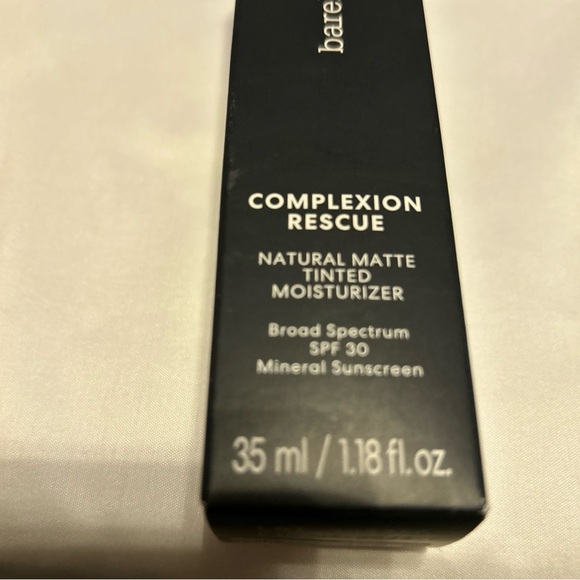 bare
COMPLEXION
RESCUE
NATURAL MATTE
TINTED
MOISTURIZER
Broad Spectrum
SPF 30
Mineral Sunscreen
35 ml / 1.18 fl.oz.